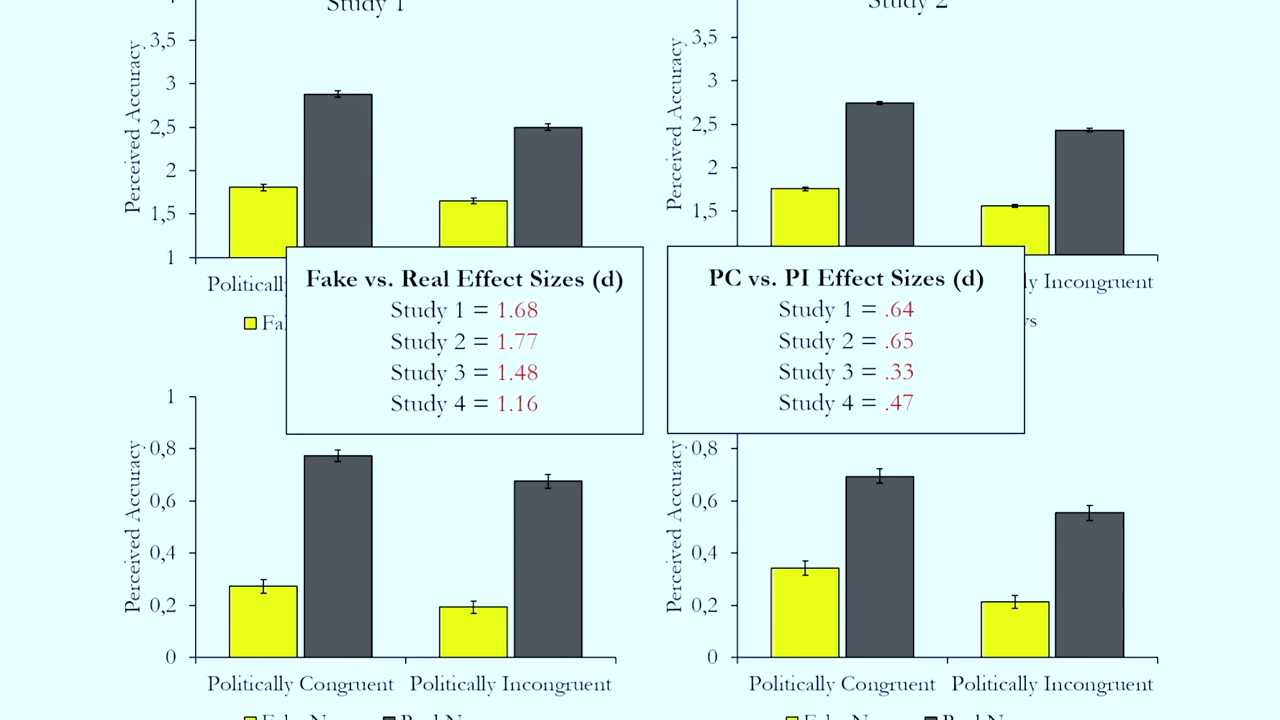 Study 1
Study 2
Perceived Accuracy
3,5
3
2,5
2
1,5
1
Perceived Accuracy
3,5
3
2,5
2
1,5
Politically
Incongruent
Fake vs. Real Effect Sizes (d)
Study 1 = 1.68
Study 2 = 1.77
Study 3 = 1.48
Study 4 = 1.16
PC vs. PI Effect Sizes (d)
Study 1 = .64
Study 2 = .65
Study 3 = .33
Study 4 = .47
Perceived Accuracy
1
0,8
0,6
0,4
0,2
0
Politically Congruent Politically Incongruent
Perceived Accuracy
0,8
0,6
0,4
0,2
0
Politically Congruent Politically Incongruent